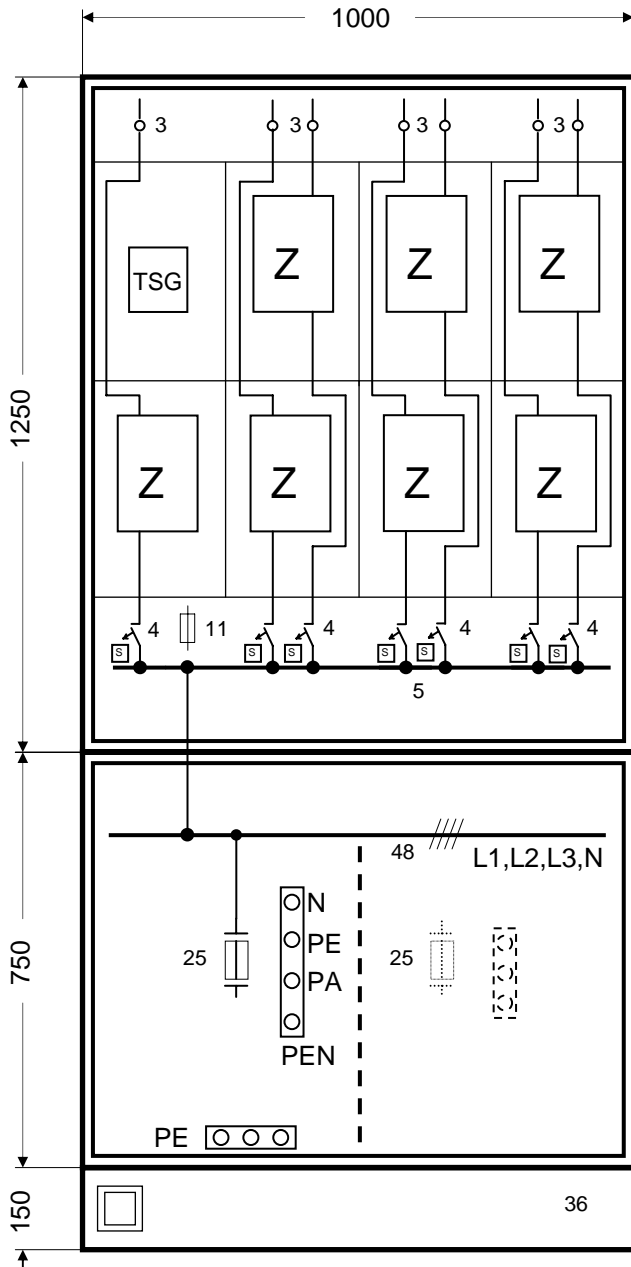 1000
3 3 3 3
Z Z Z
TSG
1250
Z Z Z Z
4 11 4 4 4
S S S S S S S
5
48 L1,L2,L3,N
N
25 PE 25
750
PA
PEN
PE
150
36